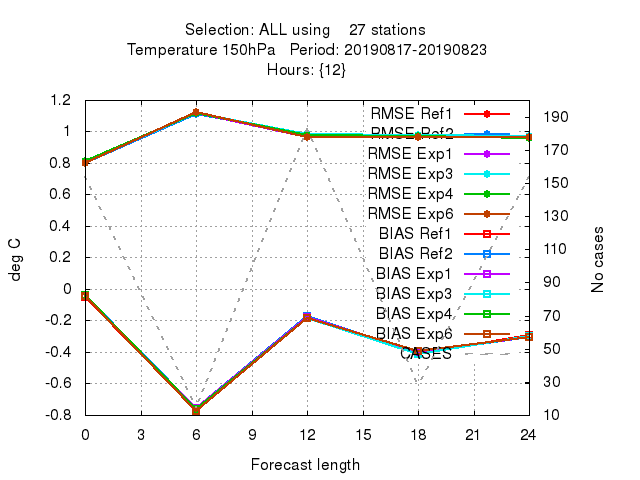 Selection: ALL using    27 stations
Temperature 150hPa   Period: 20190817-20190823
Hours: {12}
1.2
1
0.8
0.6
0.4
0.2
0
-0.2
-0.4
-0.6
-0.8
deg C
RMSE Ref1
RMSE Ref2
RMSE Exp1
RMSE Exp3
RMSE Exp4
RMSE Exp6
BIAS Ref1
BIAS Ref2
BIAS Exp1
BIAS Exp3
BIAS Exp4
BIAS Exp6
CASES
190
170
150
130
110
90
70
50
30
10
No cases
0 3 6 9 12 15 18 21 24
Forecast length